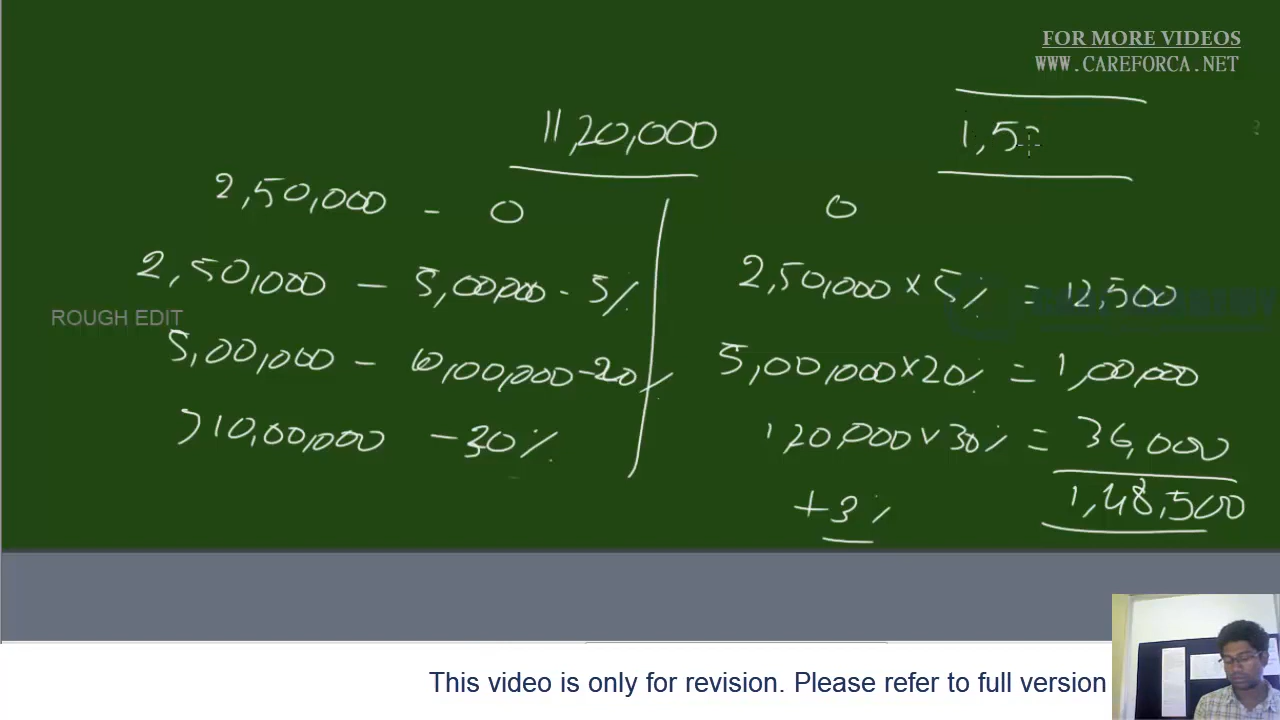 FOR MORE VIDEOS
WWW.CAREFORCA.NET
11,20,000
1,52
2,50,000 - 0
0
2,50,000 - 5,00,000 - 5%
2,50,000 × 5% = 12,500
ROUGH EDIT
5,00,000 - 10,00,000 - 20%
5,00,000 × 20% = 1,00,000
>10,00,000 - 30%
120,000 × 30% = 36,000
1,48,500
+3%
This video is only for revision. Please refer to full version